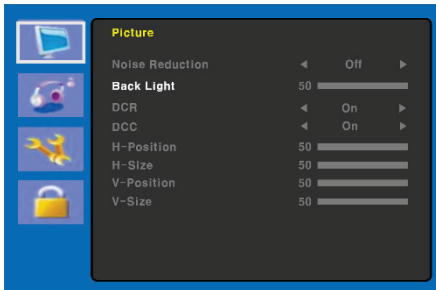 Picture
Noise Reduction ◀ Off ▶
Back Light 50
DCR ◀ On ▶
DCC ◀ On ▶
H-Position 50
H-Size 50
V-Position 50
V-Size 50